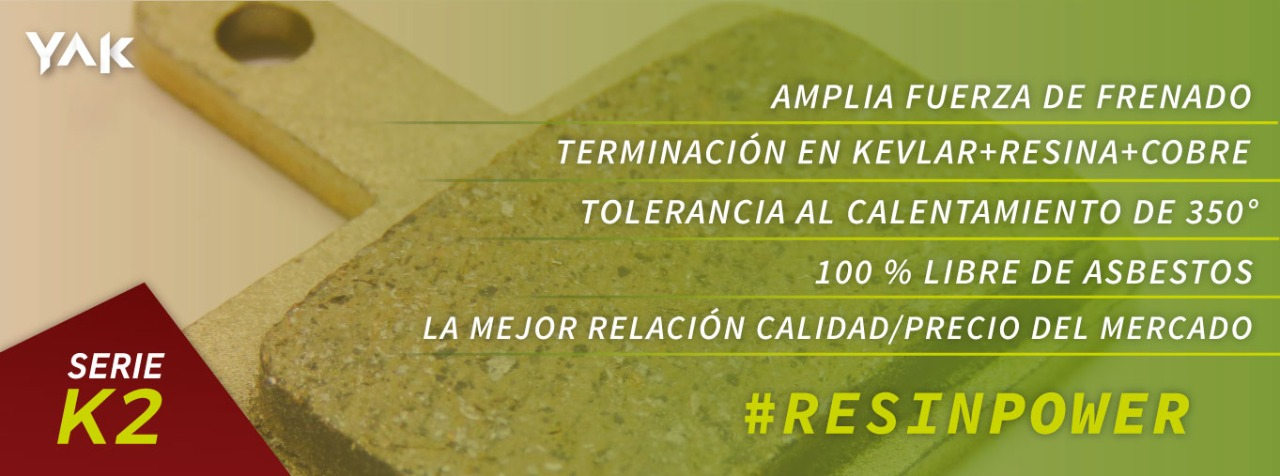 YAK
AMPLIA FUERZA DE FRENADO
TERMINACIÓN EN KEVLAR+RESINA+COBRE
TOLERANCIA AL CALENTAMIENTO DE 350°
100 % LIBRE DE ASBESTOS
LA MEJOR RELACIÓN CALIDAD/PRECIO DEL MERCADO
SERIE
K2
#RESINPOWER